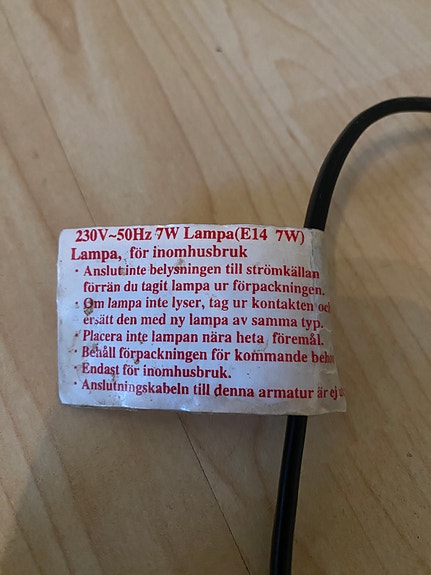 230V~50Hz 7W Lampa(E14 7W)
Lampa, för inomhusbruk
· Anslut inte belysningen till strömkällan
förrän du tagit lampa ur förpackningen.
· Om lampa inte lyser, tag ur kontakten och
ersätt den med ny lampa av samma typ.
· Placera inte lampan nära heta föremål.
· Behåll förpackningen för kommande
· Endast för inomhusbruk.
· Anslutningskabeln till denna armatur är ej